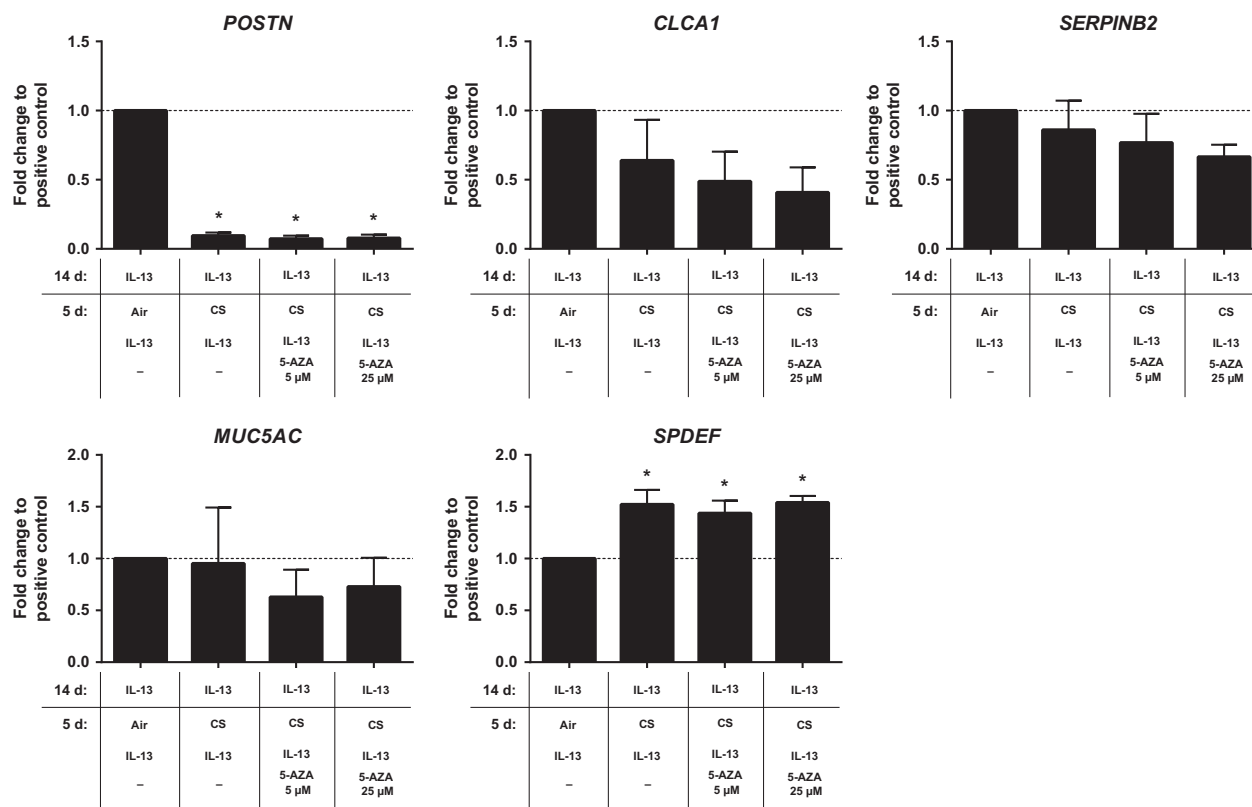 POSTN
1.5
1.0
0.5
0.0
Fold change to
positive control
*
*
*
14 d:
IL-13
IL-13
IL-13
IL-13
5 d:
Air
CS
CS
CS
IL-13
IL-13
IL-13
IL-13
–
–
5-AZA
5 µM
5-AZA
25 µM
CLCA1
1.5
1.0
0.5
0.0
Fold change to
positive control
14 d:
IL-13
IL-13
IL-13
IL-13
5 d:
Air
CS
CS
CS
IL-13
IL-13
IL-13
IL-13
–
–
5-AZA
5 µM
5-AZA
25 µM
SERPINB2
1.5
1.0
0.5
0.0
Fold change to
positive control
14 d:
IL-13
IL-13
IL-13
IL-13
5 d:
Air
CS
CS
CS
IL-13
IL-13
IL-13
IL-13
–
–
5-AZA
5 µM
5-AZA
25 µM
MUC5AC
2.0
1.5
1.0
0.5
0.0
Fold change to
positive control
14 d:
IL-13
IL-13
IL-13
IL-13
5 d:
Air
CS
CS
CS
IL-13
IL-13
IL-13
IL-13
–
–
5-AZA
5 µM
5-AZA
25 µM
SPDEF
2.0
1.5
1.0
0.5
0.0
Fold change to
positive control
*
*
*
14 d:
IL-13
IL-13
IL-13
IL-13
5 d:
Air
CS
CS
CS
IL-13
IL-13
IL-13
IL-13
–
–
5-AZA
5 µM
5-AZA
25 µM